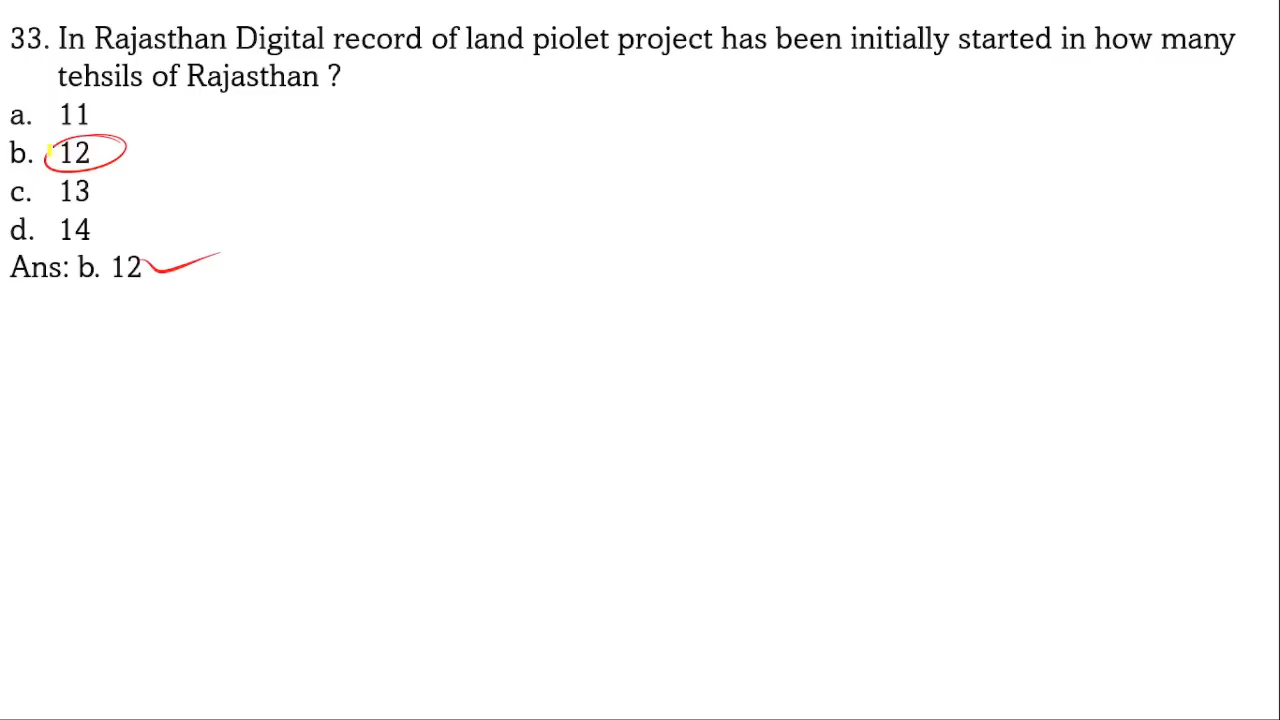 33. In Rajasthan Digital record of land piolet project has been initially started in how many
tehsils of Rajasthan ?
a. 11
b. 12
c. 13
d. 14
Ans: b. 12